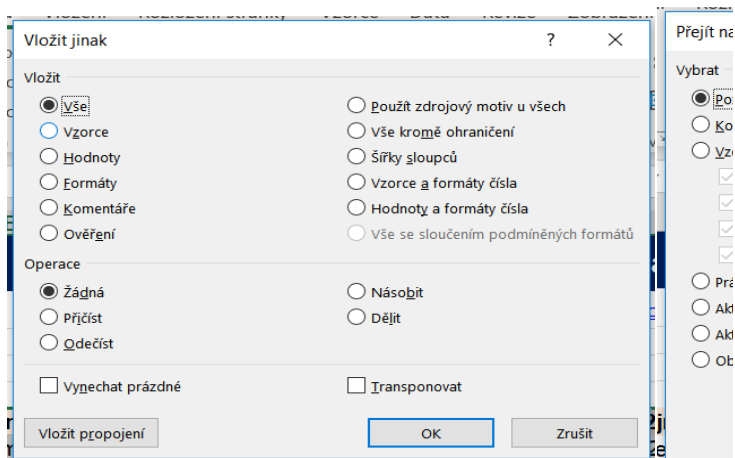 Vložit jinak
?
Vložit
Vše
Vzorce
Hodnoty
Formáty
Komentáře
Ověření
Použít zdrojový motiv u všech
Vše kromě ohraničení
Šířky sloupců
Vzorce a formáty čísla
Hodnoty a formáty čísla
Vše se sloučením podmíněných formátů
Operace
Žádná
Přičíst
Odečíst
Násobit
Dělit
Vynechat prázdné
Transponovat
Vložit propojení
OK
Zrušit
Přejít na
Vybrat